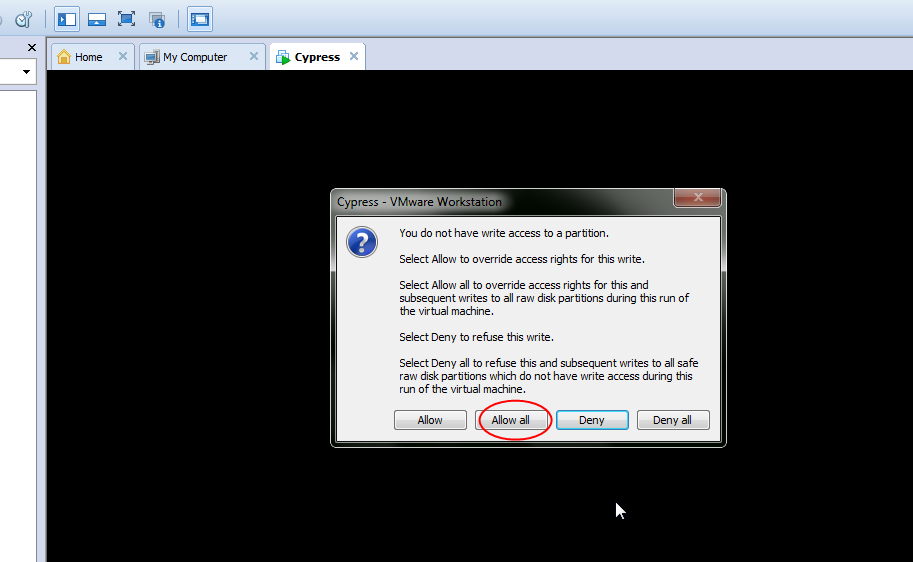 Home
My Computer
Cypress
Cypress - VMware Workstation
You do not have write access to a partition.
Select Allow to override access rights for this write.
Select Allow all to override access rights for this and
subsequent writes to all raw disk partitions during this run of
the virtual machine.
Select Deny to refuse this write.
Select Deny all to refuse this and subsequent writes to all safe
raw disk partitions which do not have write access during this
run of the virtual machine.
Allow
Allow all
Deny
Deny all